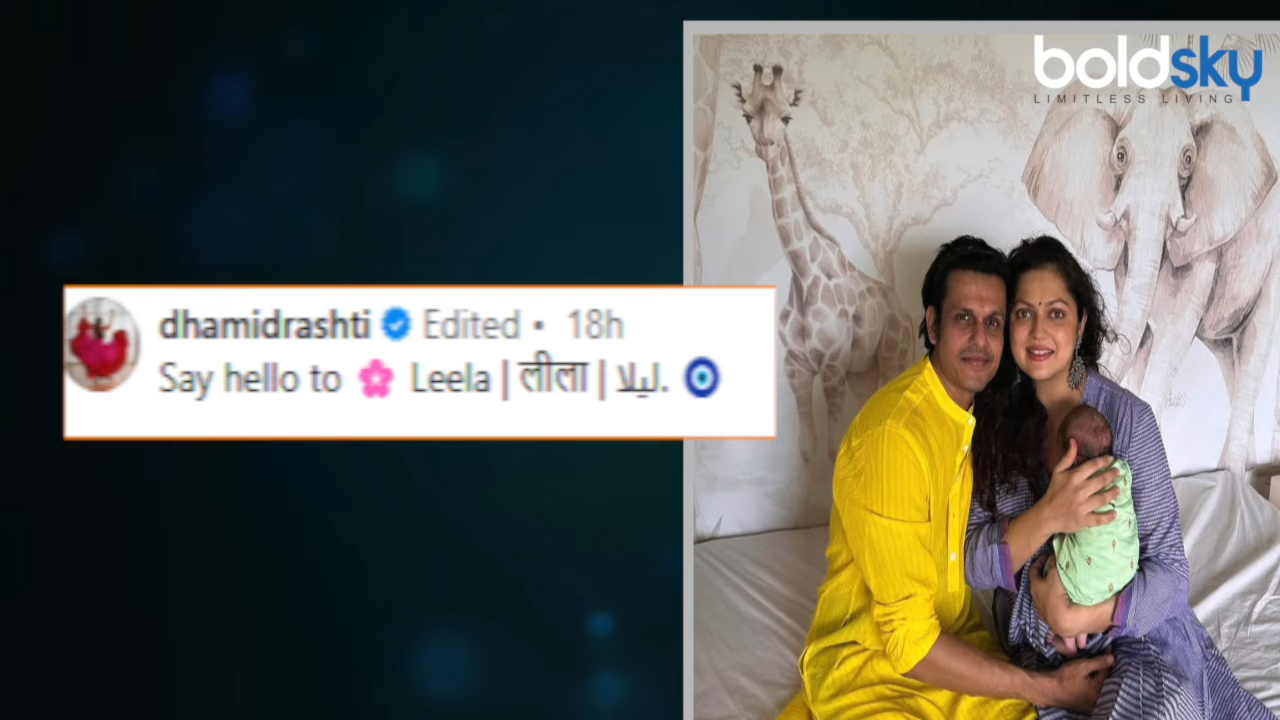 boldsky
LIMITLESS LIVING
dhamidrashti Edited • 18h
Say hello to 🌸 Leela | लीला | ليلا. 🧿